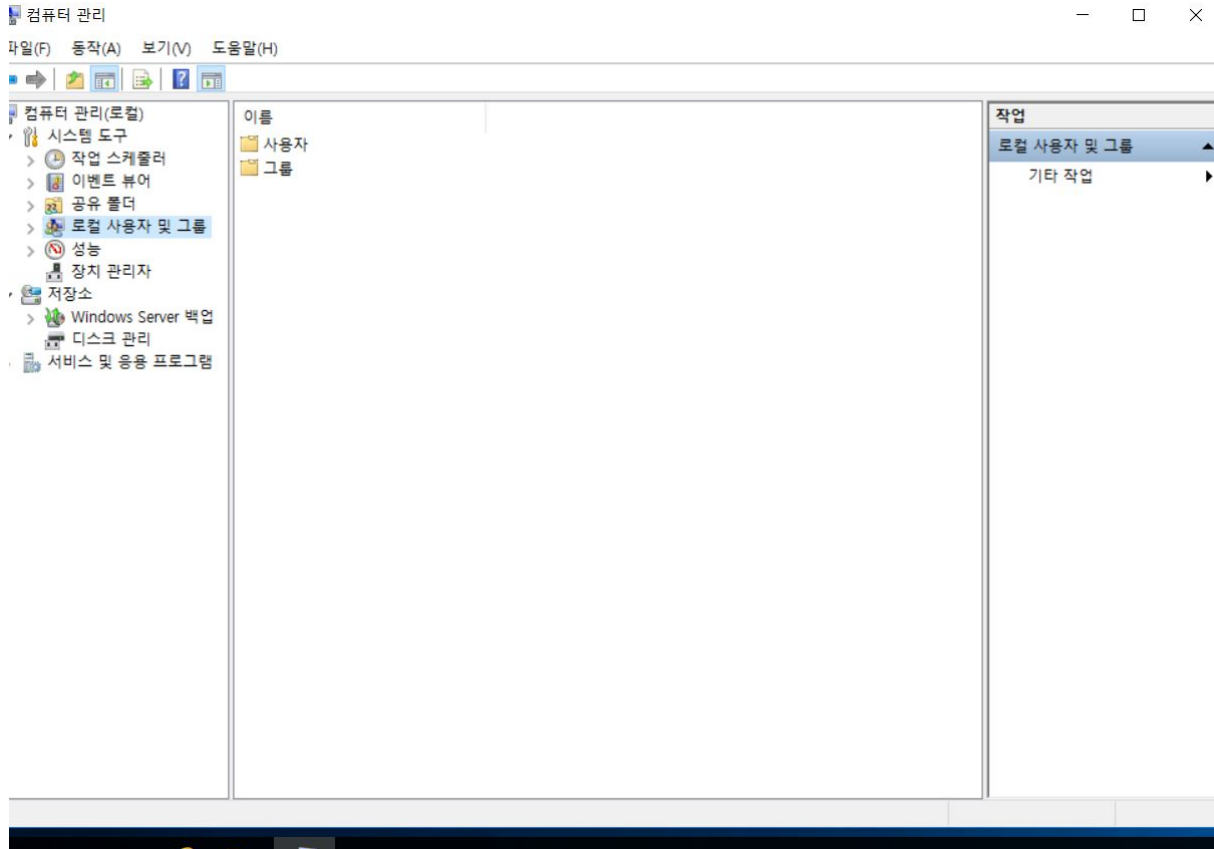 컴퓨터 관리
파일(F) 동작(A) 보기(V) 도움말(H)
컴퓨터 관리(로컬)
시스템 도구
작업 스케줄러
이벤트 뷰어
공유 폴더
로컬 사용자 및 그룹
성능
장치 관리자
저장소
Windows Server 백업
디스크 관리
서비스 및 응용 프로그램
이름
사용자
그룹
작업
로컬 사용자 및 그룹
기타 작업